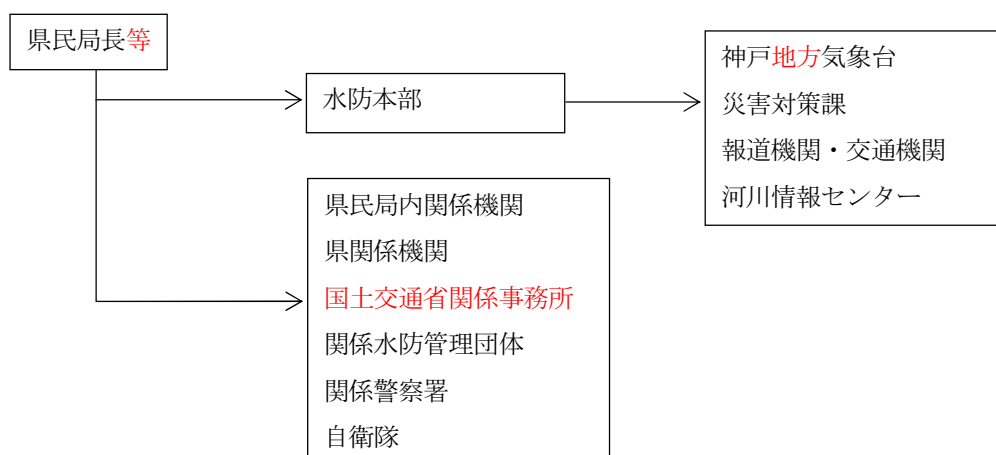 県民局長等
水防本部
神戸地方気象台
災害対策課
報道機関・交通機関
河川情報センター
県民局内関係機関
県関係機関
国土交通省関係事務所
関係水防管理団体
関係警察署
自衛隊